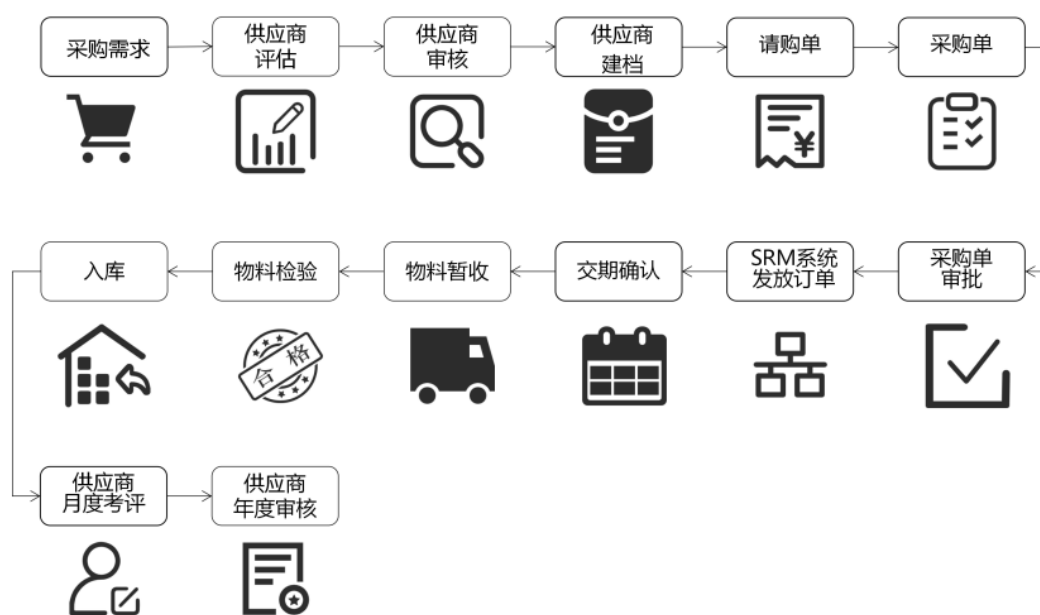 采购需求
供应商
评估
供应商
审核
供应商
建档
请购单
采购单
¥
采购单
审批
SRM系统
发放订单
交期确认
物料暂收
物料检验
入库
合格
供应商
月度考评
供应商
年度审核